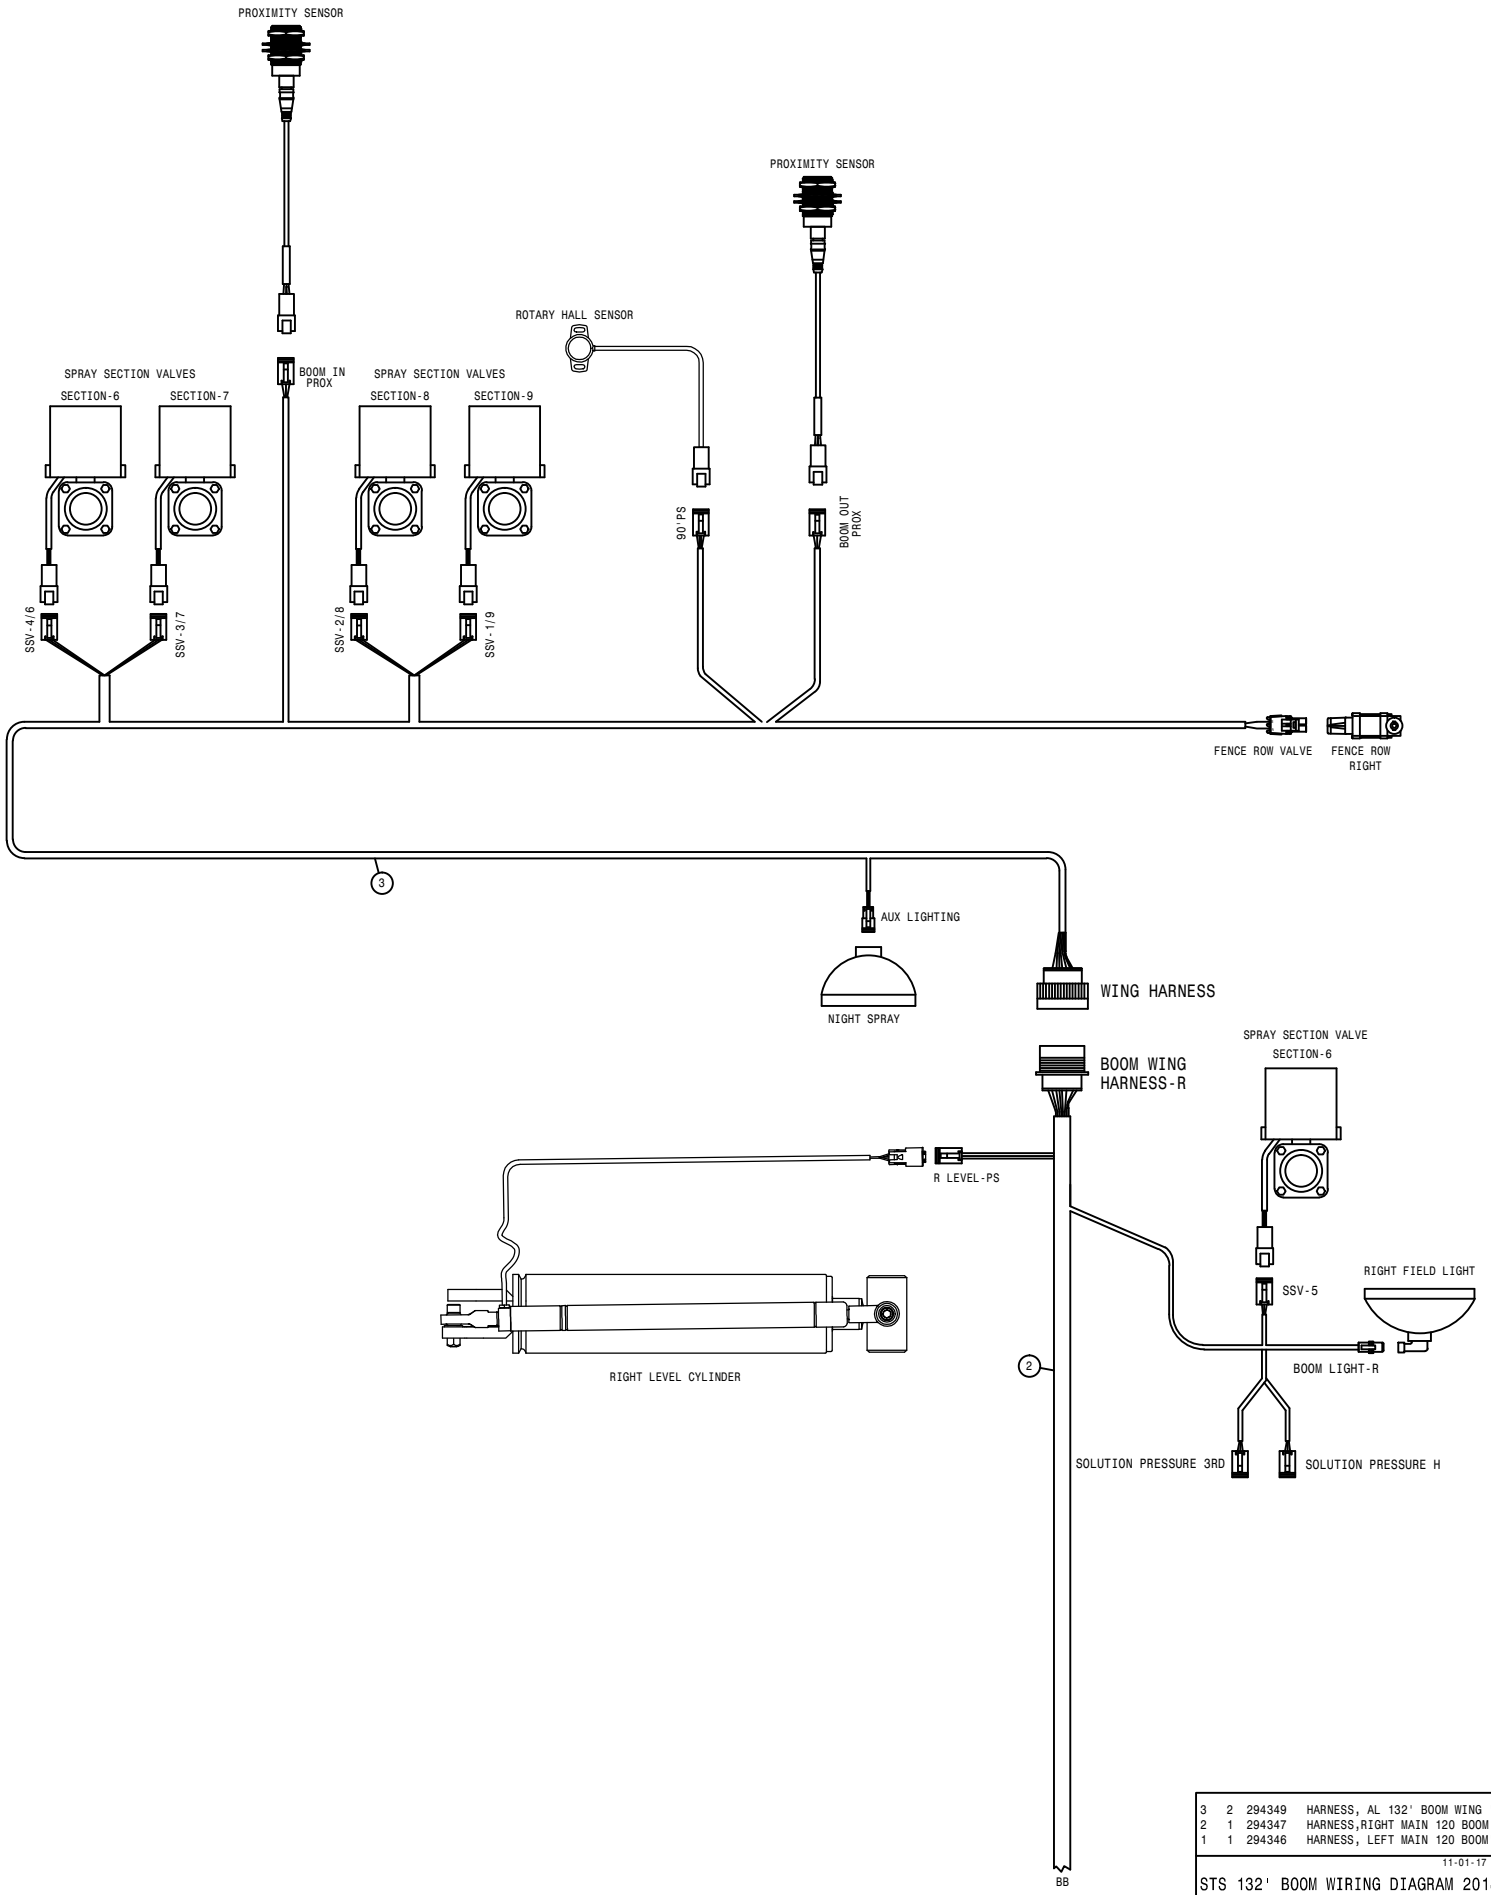 PROXIMITY SENSOR
PROXIMITY SENSOR
ROTARY HALL SENSOR
SPRAY SECTION VALVES
SECTION-6
SECTION-7
BOOM IN
PROX
SPRAY SECTION VALVES
SECTION-8
SECTION-9
90'PS
BOOM OUT
PROX
SSV-4/6
SSV-3/7
SSV-2/8
SSV-1/9
FENCE ROW VALVE
FENCE ROW
RIGHT
3
AUX LIGHTING
NIGHT SPRAY
WING HARNESS
BOOM WING
HARNESS-R
SPRAY SECTION VALVE
SECTION-6
R LEVEL-PS
SSV-5
RIGHT FIELD LIGHT
BOOM LIGHT-R
RIGHT LEVEL CYLINDER
2
SOLUTION PRESSURE 3RD
SOLUTION PRESSURE H
3 2 294349 HARNESS, AL 132' BOOM WING
2 1 294347 HARNESS,RIGHT MAIN 120 BOOM
1 1 294346 HARNESS, LEFT MAIN 120 BOOM
11-01-17
STS 132' BOOM WIRING DIAGRAM
BB